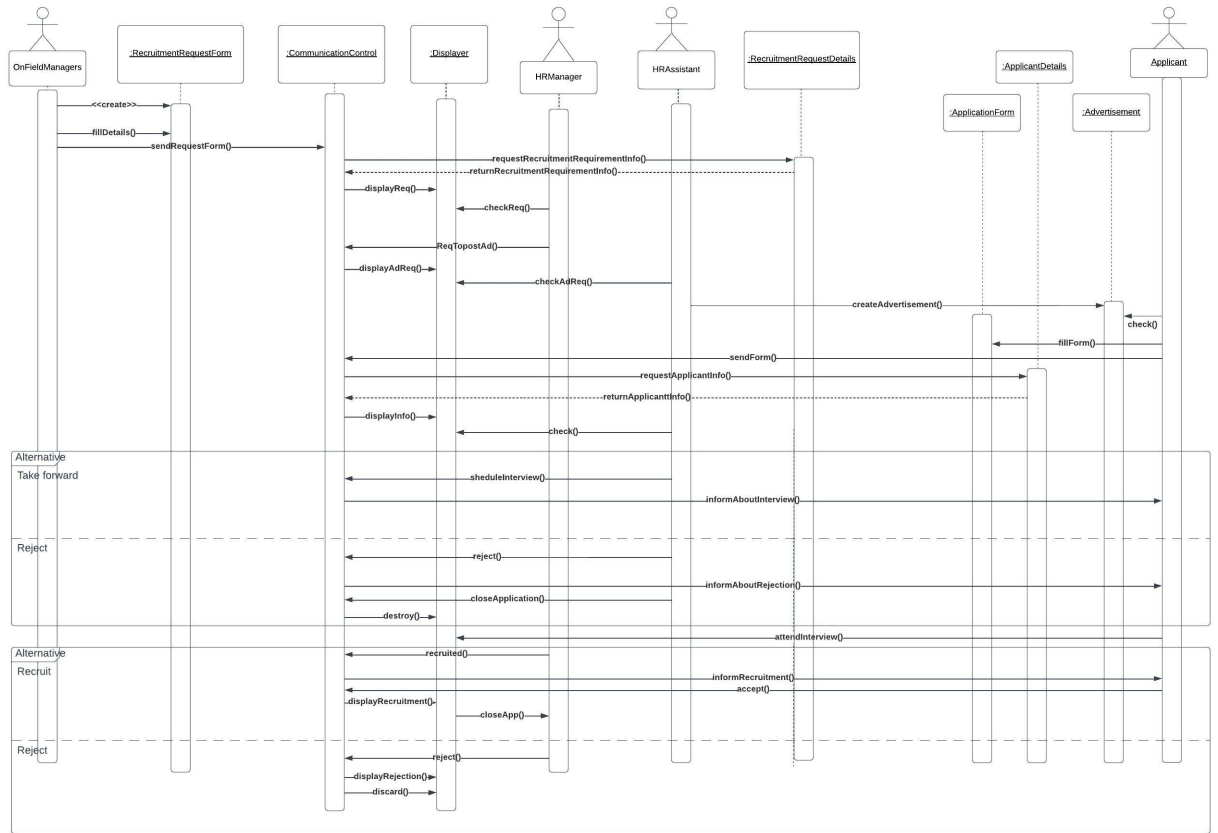 OnFieldManagers
:RecruitmentRequestForm
:CommunicationControl
:Displayer
HRManager
HRAssistant
:RecruitmentRequestDetails
:ApplicationForm
:ApplicantDetails
:Advertisement
Applicant
<<create>>
fillDetails()
sendRequestForm()
requestRecruitmentRequirementInfo()
returnRecruitmentRequirementInfo()
displayReq()
checkReq()
ReqTopostAd()
displayAdReq()
checkAdReq()
createAdvertisement()
check()
fillForm()
sendForm()
requestApplicantInfo()
returnApplicanttInfo()
displayInfo()
check()
Alternative
Take forward
sheduleInterview()
informAboutInterview()
Reject
reject()
informAboutRejection()
closeApplication()
destroy()
attendInterview()
Alternative
recruited()
Recruit
informRecruitment()
accept()
displayRecruitment()
closeApp()
Reject
reject()
displayRejection()
discard()